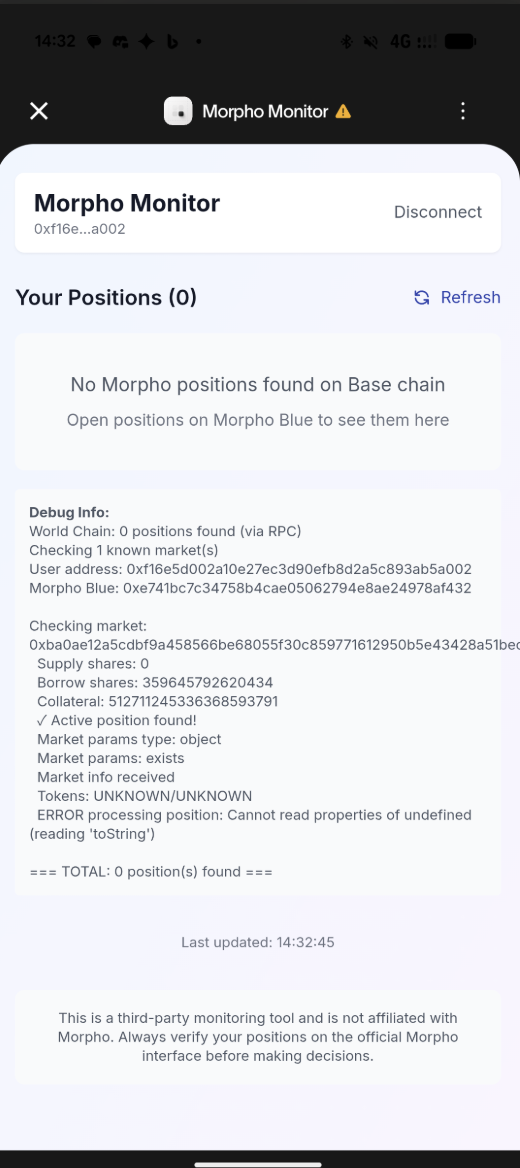 14:32
4G
Morpho Monitor
Morpho Monitor
0xf16e...a002
Disconnect
Your Positions (0)
Refresh
No Morpho positions found on Base chain
Open positions on Morpho Blue to see them here
Debug Info:
World Chain: 0 positions found (via RPC)
Checking 1 known market(s)
User address: 0xf16e5d002a10e27ec3d90efb8d2a5c893ab5a002
Morpho Blue: 0xe741bc7c34758b4cae05062794e8ae24978af432
Checking market:
0xba0ae12a5cdbf9a458566be68055f30c859771612950b5e43428a51bec
Supply shares: 0
Borrow shares: 359645792620434
Collateral: 512711245336368593791
✓ Active position found!
Market params type: object
Market params: exists
Market info received
Tokens: UNKNOWN/UNKNOWN
ERROR processing position: Cannot read properties of undefined
(reading 'toString')
=== TOTAL: 0 position(s) found ===
Last updated: 14:32:45
This is a third-party monitoring tool and is not affiliated with
Morpho. Always verify your positions on the official Morpho
interface before making decisions.